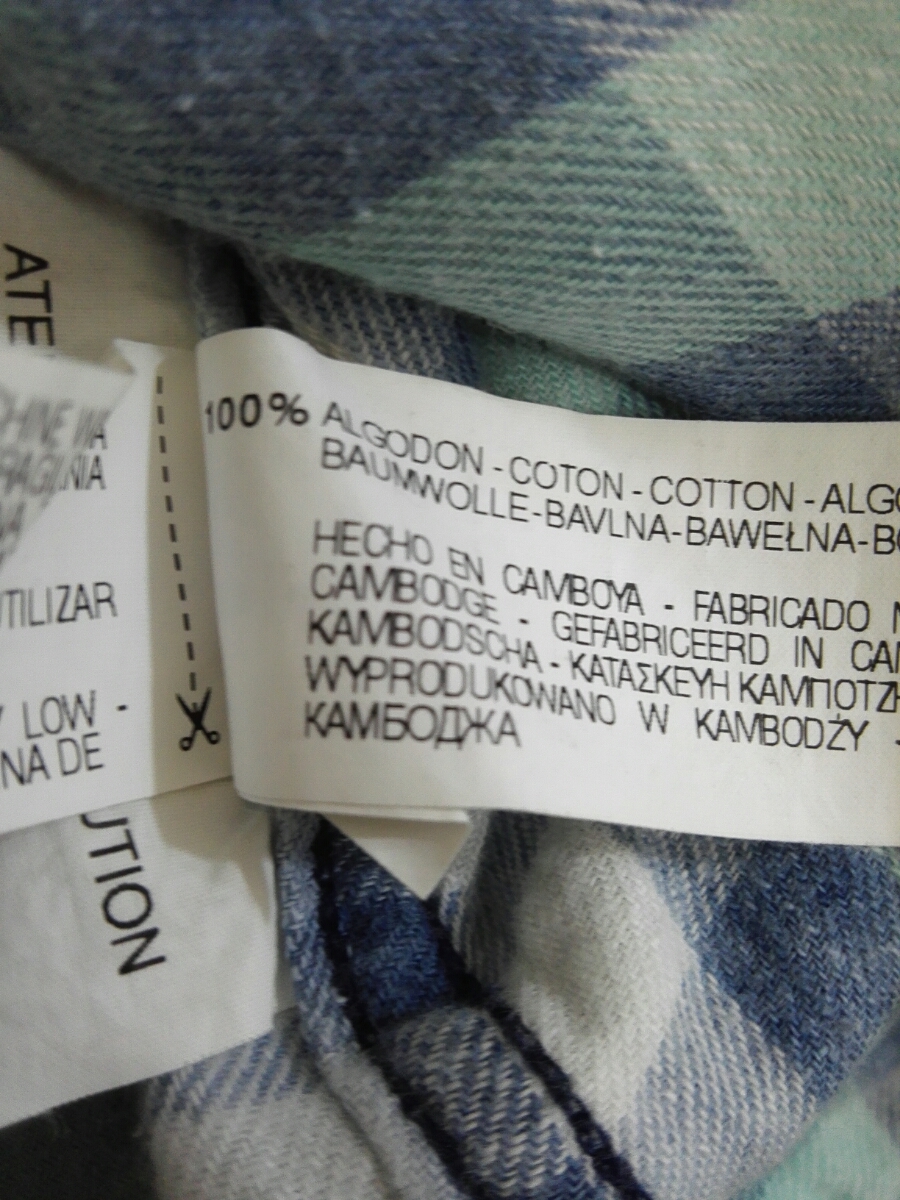 ATE
UTILIZAR
LOW -
NA DE
UTION
100% ALGODON - COTON - COTTON - ALGO
BAUMWOLLE-BAVLNA-BAWEŁNA-BO
HECHO EN CAMBOYA - FABRICADO N
CAMBODGE - GEFABRICEERD IN CA
KAMBODSCHA - ΚΑΤΑΣΚΕΥΗ ΚΑΜΠΟΤΖ
WYPRODUKOWANO W KAMBODŻY -
КАМБОДЖА